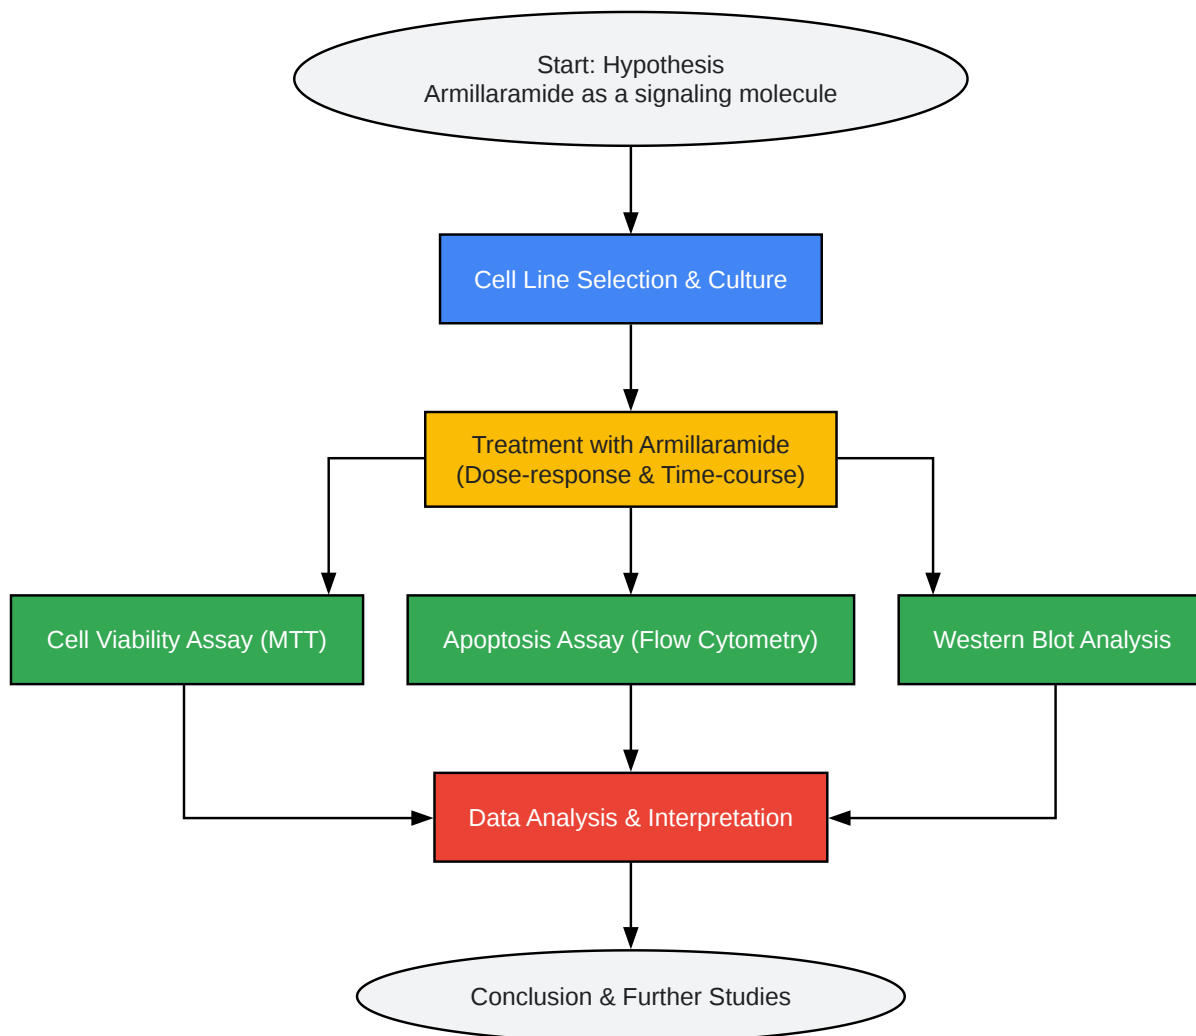 Start: Hypothesis
Armillaramide as a signaling molecule
Cell Line Selection & Culture
Treatment with Armillaramide
(Dose-response & Time-course)
Cell Viability Assay (MTT)
Apoptosis Assay (Flow Cytometry)
Western Blot Analysis
Data Analysis & Interpretation
Conclusion & Further Studies